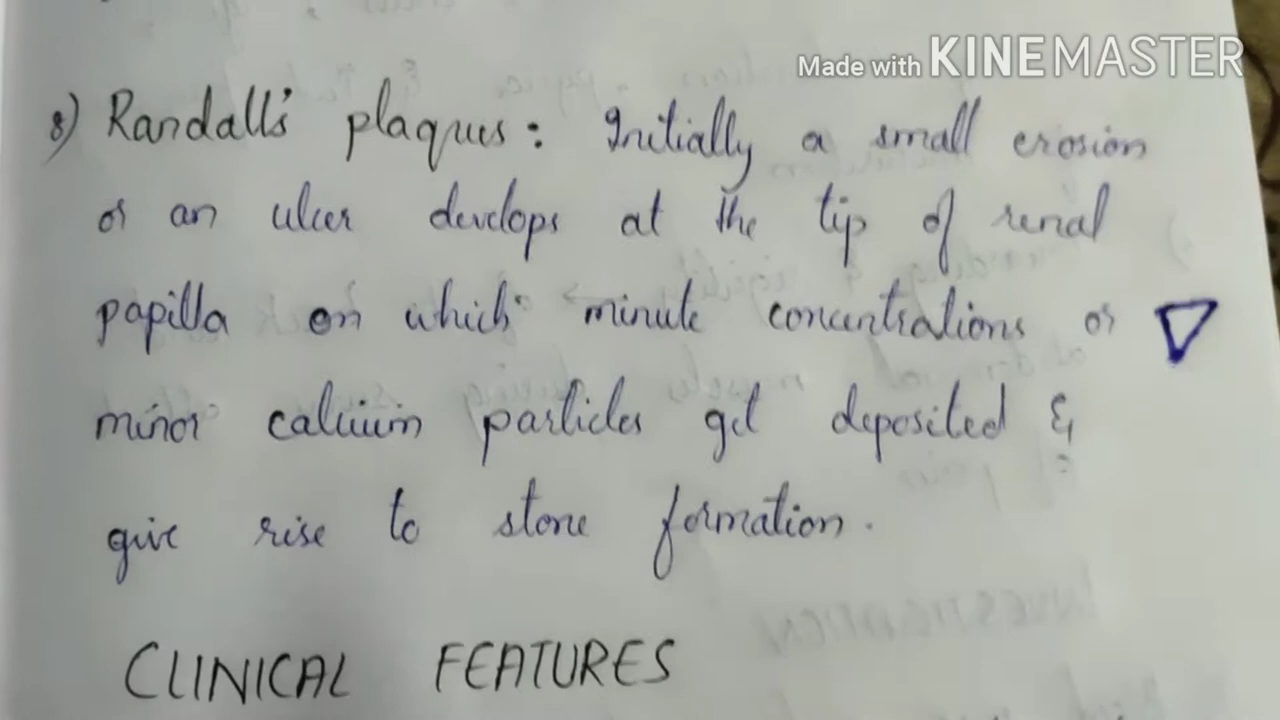 Made with KINEMASTER
8) Randall's plaques: Initially a small erosion
or an ulcer develops at the tip of renal
papilla on which minute concentrations or
minor calcium particles get deposited &
give rise to stone formation.
CLINICAL FEATURES